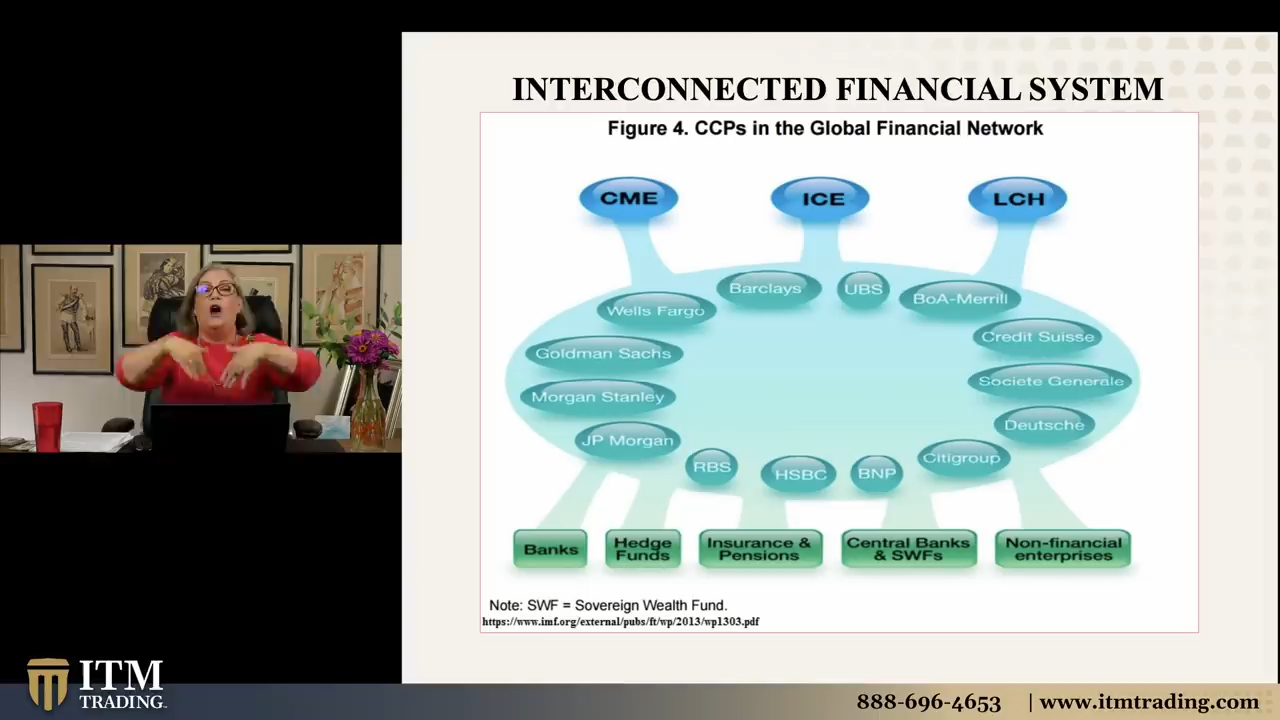 INTERCONNECTED FINANCIAL SYSTEM
Figure 4. CCPs in the Global Financial Network
CME
ICE
LCH
Barclays
UBS
BoA-Merrill
Wells Fargo
Credit Suisse
Goldman Sachs
Societe Generale
Morgan Stanley
Deutsche
JP Morgan
Citigroup
RBS
HSBC
BNP
Banks
Hedge
Funds
Insurance &
Pensions
Central Banks
& SWFs
Non-financial
enterprises
Note: SWF = Sovereign Wealth Fund.
https://www.imf.org/external/pubs/ft/wp/2013/wp1303.pdf
ITM
TRADING
888-696-4653 | www.itmtrading.com